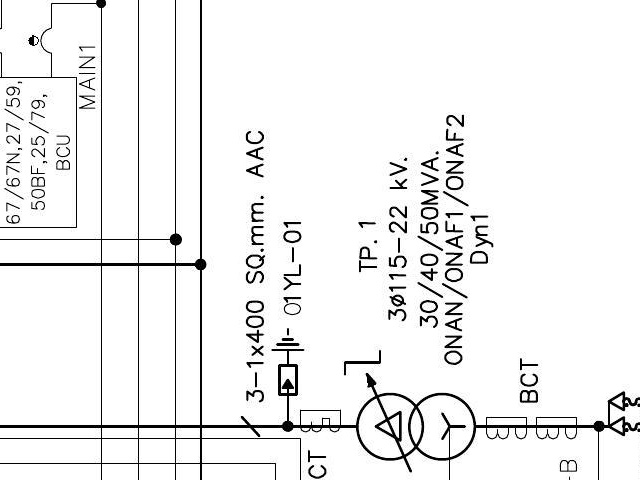 67/67N,27/59,
50BF,25/79,
BCU
MAIN1
3-1x400 SQ.mm. AAC
01YL-01
TP. 1
3ø115-22 kV.
30/40/50MVA.
ONAN/ONAF1/ONAF2
Dyn1
BCT
CT
-B